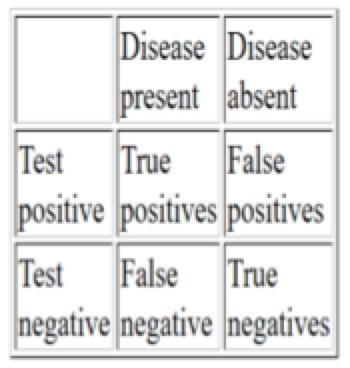 Disease Disease
present absent
Test True False
positive positives positives
Test False True
negative negative negatives